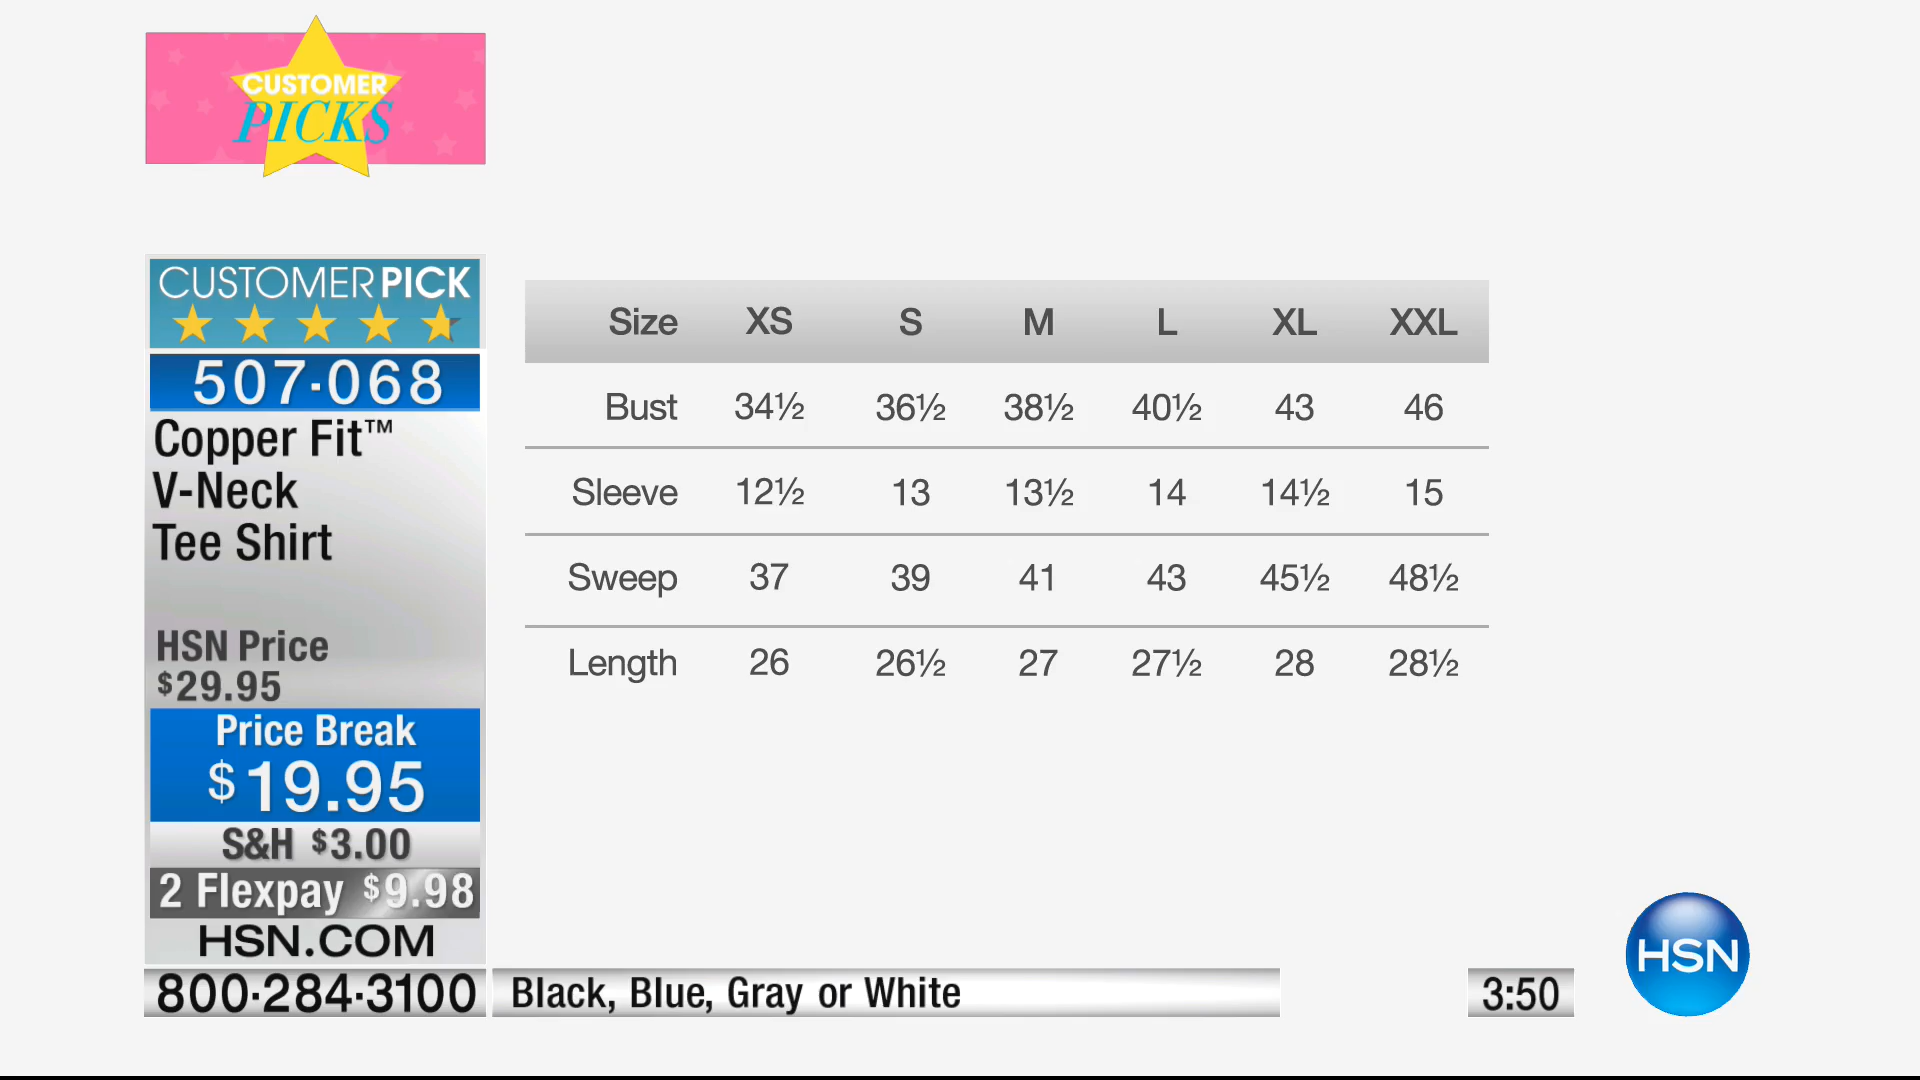 CUSTOMER
PICKS
CUSTOMER PICK
507·068
Copper Fit™
V-Neck
Tee Shirt
HSN Price
$29.95
Price Break
$19.95
S&H $3.00
2 Flexpay $9.98
HSN.COM
800·284·3100
Size XS S M L XL XXL
Bust 34½ 36½ 38½ 40½ 43 46
Sleeve 12½ 13 13½ 14 14½ 15
Sweep 37 39 41 43 45½ 48½
Length 26 26½ 27 27½ 28 28½
Black, Blue, Gray or White
3:50
HSN